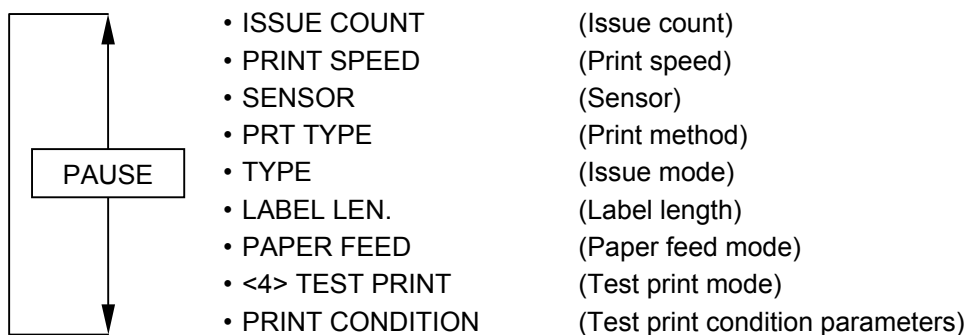 • ISSUE COUNT (Issue count)
• PRINT SPEED (Print speed)
• SENSOR (Sensor)
• PRT TYPE (Print method)
PAUSE • TYPE (Issue mode)
• LABEL LEN. (Label length)
• PAPER FEED (Paper feed mode)
• <4> TEST PRINT (Test print mode)
• PRINT CONDITION (Test print condition parameters)